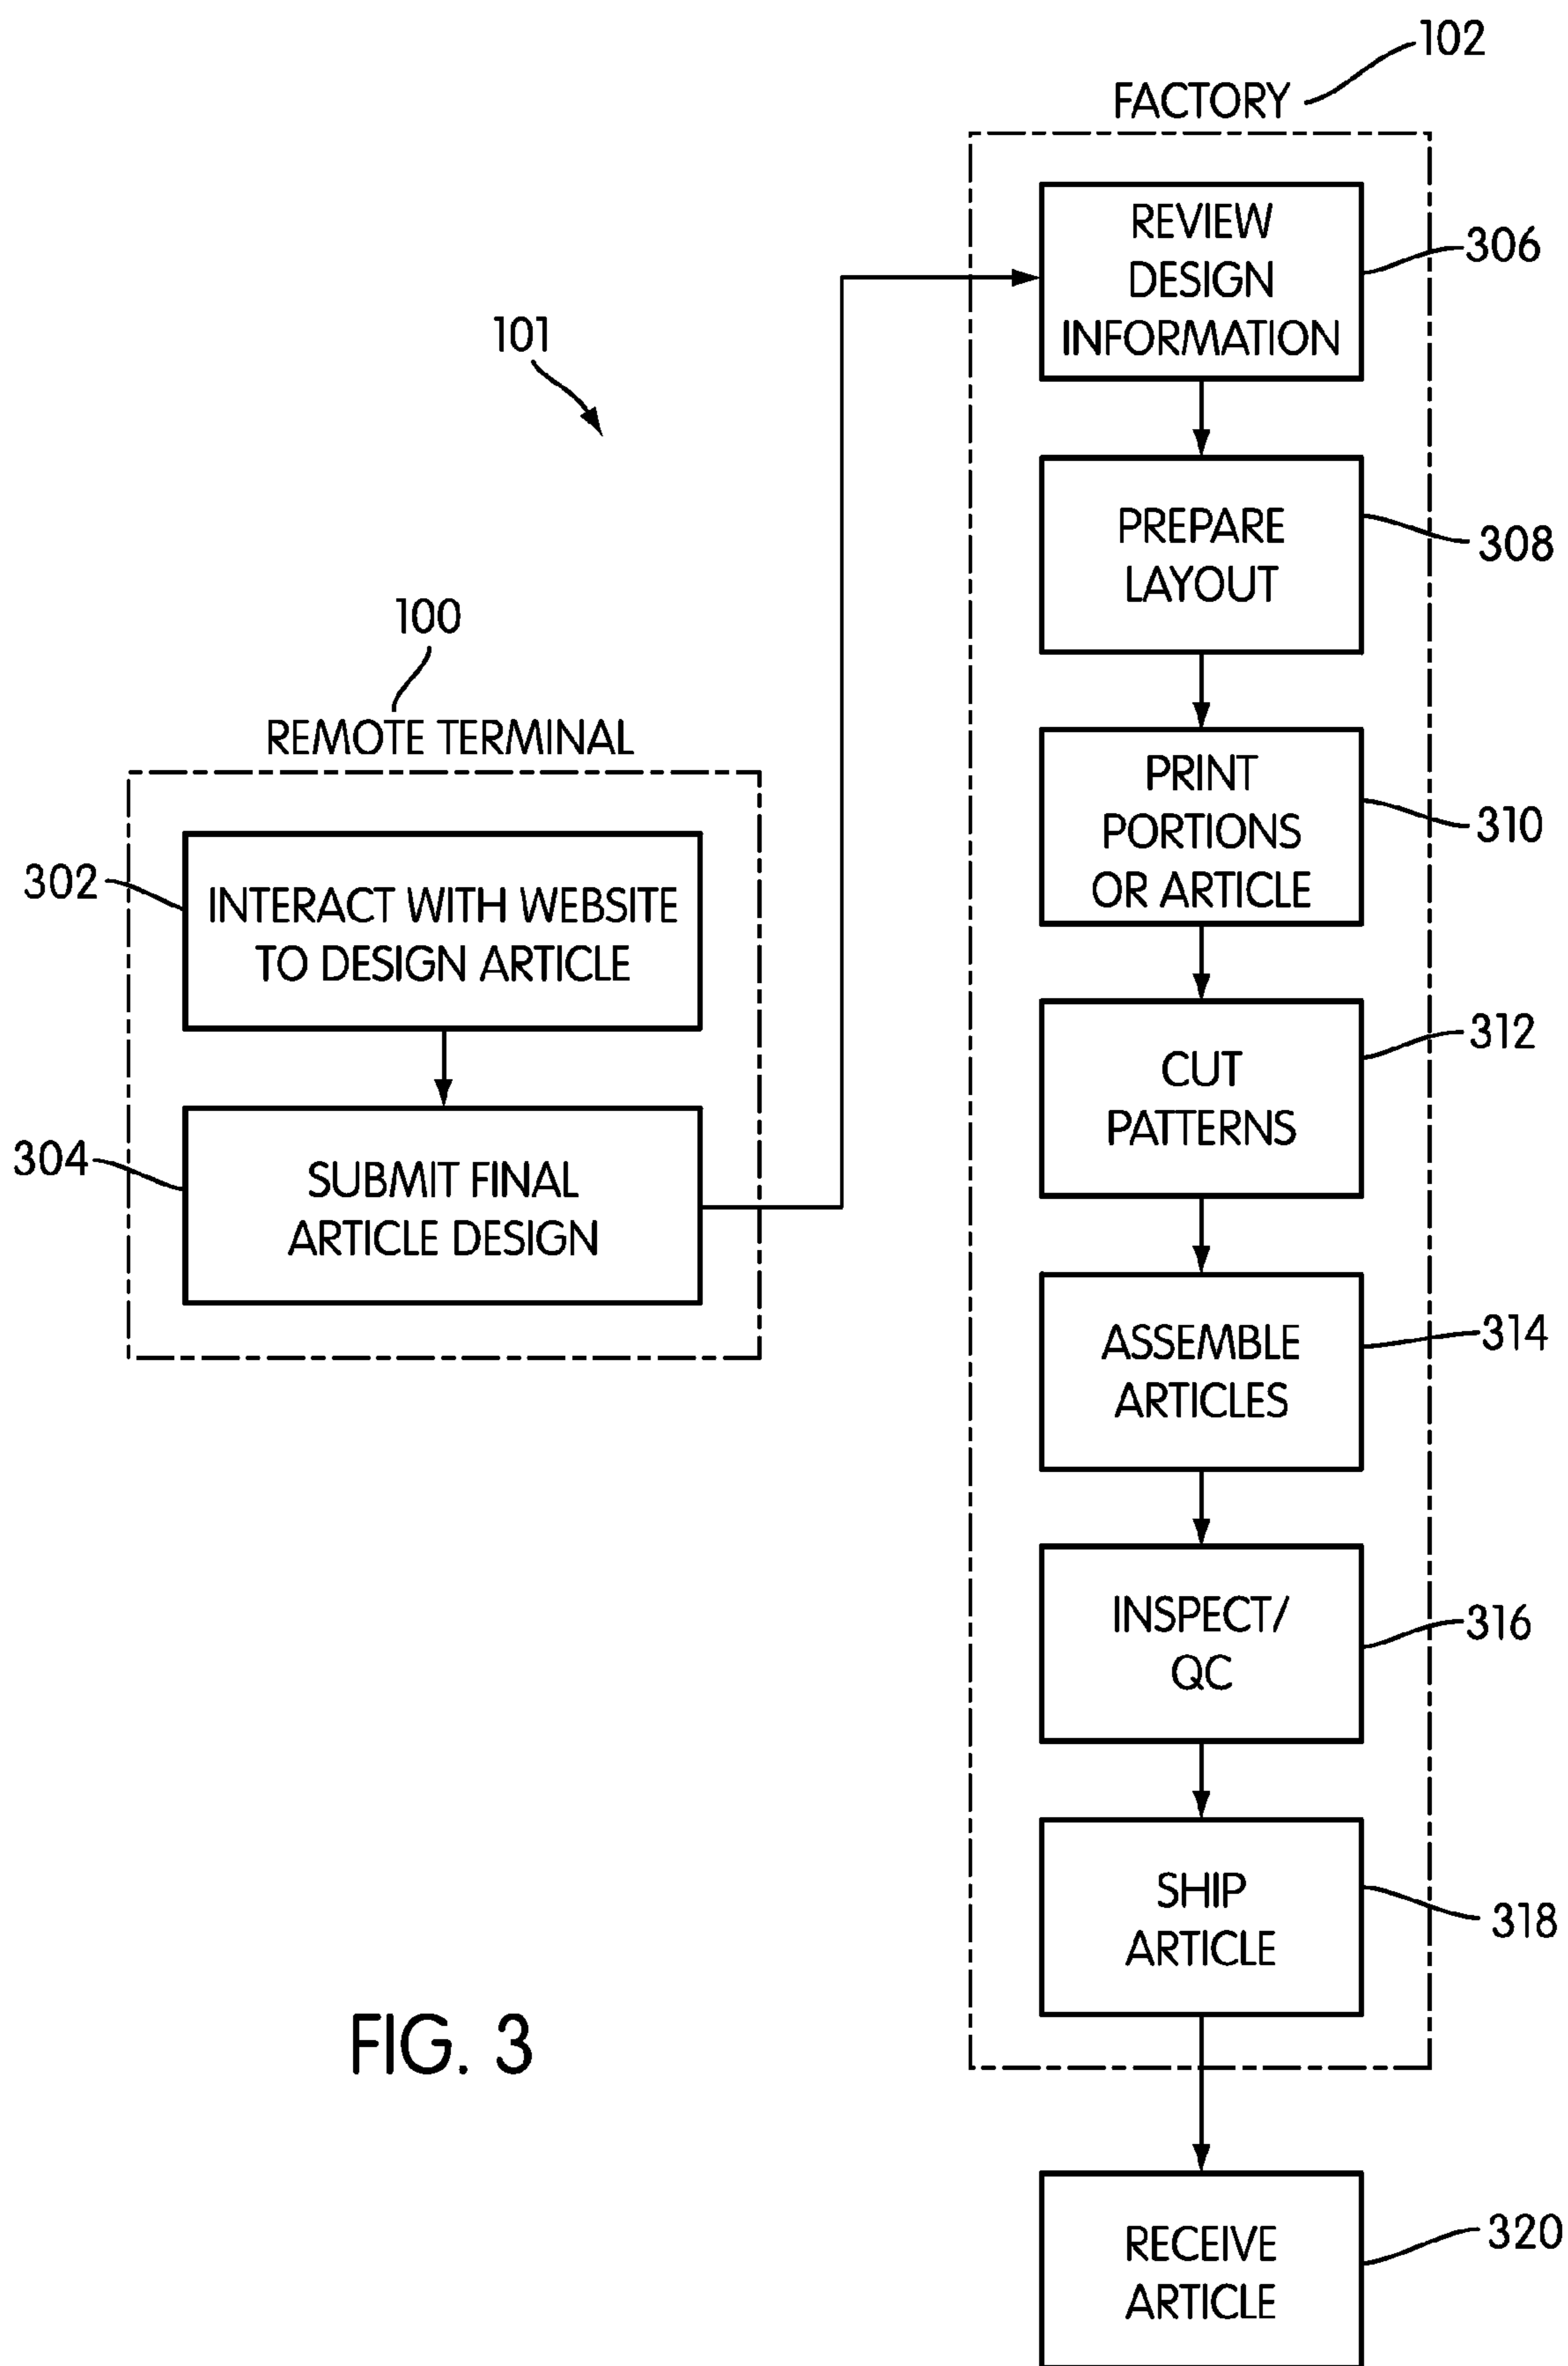 102
FACTORY
REVIEW
DESIGN
INFORMATION
306
101
PREPARE
LAYOUT
308
100
REMOTE TERMINAL
PRINT
PORTIONS
OR ARTICLE
310
302
INTERACT WITH WEBSITE
TO DESIGN ARTICLE
312
CUT
PATTERNS
304
SUBMIT FINAL
ARTICLE DESIGN
ASSEMBLE
ARTICLES
314
INSPECT/
QC
316
SHIP
ARTICLE
318
FIG. 3
RECEIVE
ARTICLE
320